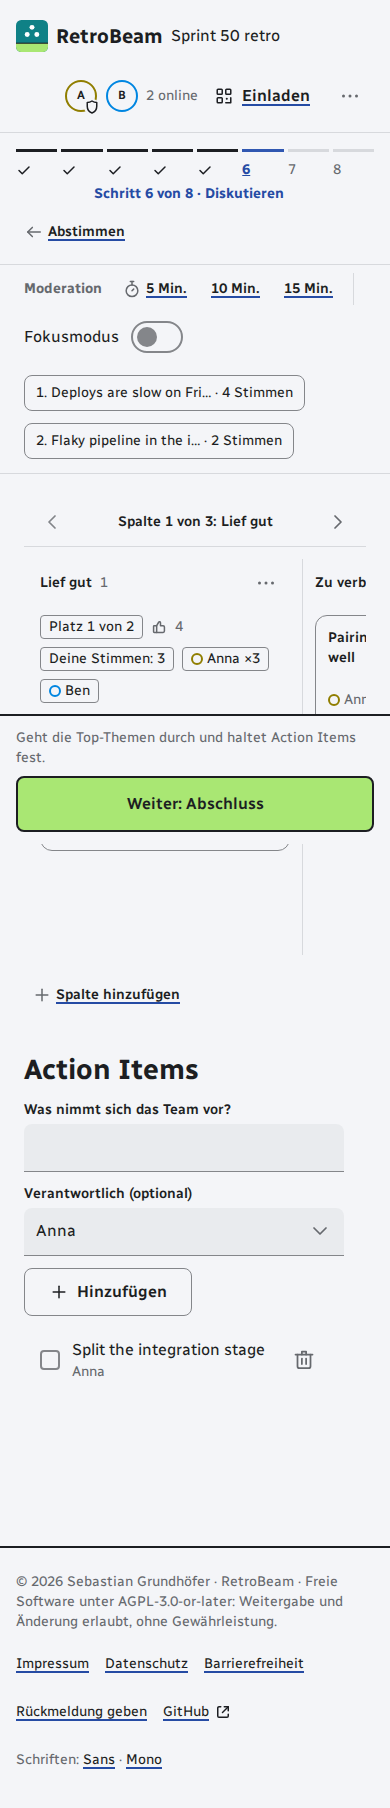 RetroBeam Sprint 50 retro
A B 2 online Einladen
6 7 8
Schritt 6 von 8 · Diskutieren
Abstimmen
Moderation 5 Min. 10 Min. 15 Min.
Fokusmodus
1. Deploys are slow on Fri… · 4 Stimmen
2. Flaky pipeline in the i… · 2 Stimmen
Spalte 1 von 3: Lief gut
Lief gut 1
Zu verb
Platz 1 von 2 4
Deine Stimmen: 3 Anna ×3
Ben
Pairin
well
Anr
Geht die Top-Themen durch und haltet Action Items
fest.
Weiter: Abschluss
Spalte hinzufügen
Action Items
Was nimmt sich das Team vor?
Verantwortlich (optional)
Anna
Hinzufügen
Split the integration stage
Anna
© 2026 Sebastian Grundhöfer · RetroBeam · Freie
Software unter AGPL-3.0-or-later: Weitergabe und
Änderung erlaubt, ohne Gewährleistung.
Impressum Datenschutz Barrierefreiheit
Rückmeldung geben GitHub
Schriften: Sans · Mono